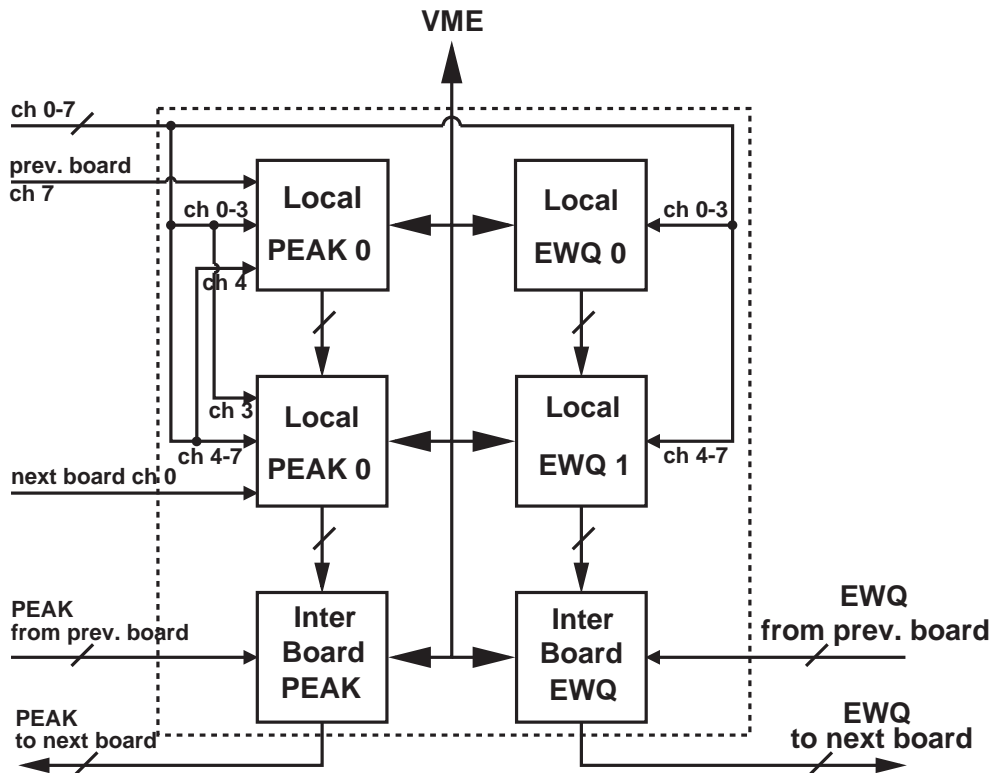 VME
ch 0-7
prev. board
ch 7
Local
PEAK 0
Local
EWQ 0
ch 0-3
ch 0-3
ch 4
Local
PEAK 0
Local
EWQ 1
ch 3
ch 4-7
ch 4-7
next board ch 0
Inter
Board
PEAK
Inter
Board
EWQ
PEAK
from prev. board
EWQ
from prev. board
PEAK
to next board
EWQ
to next board